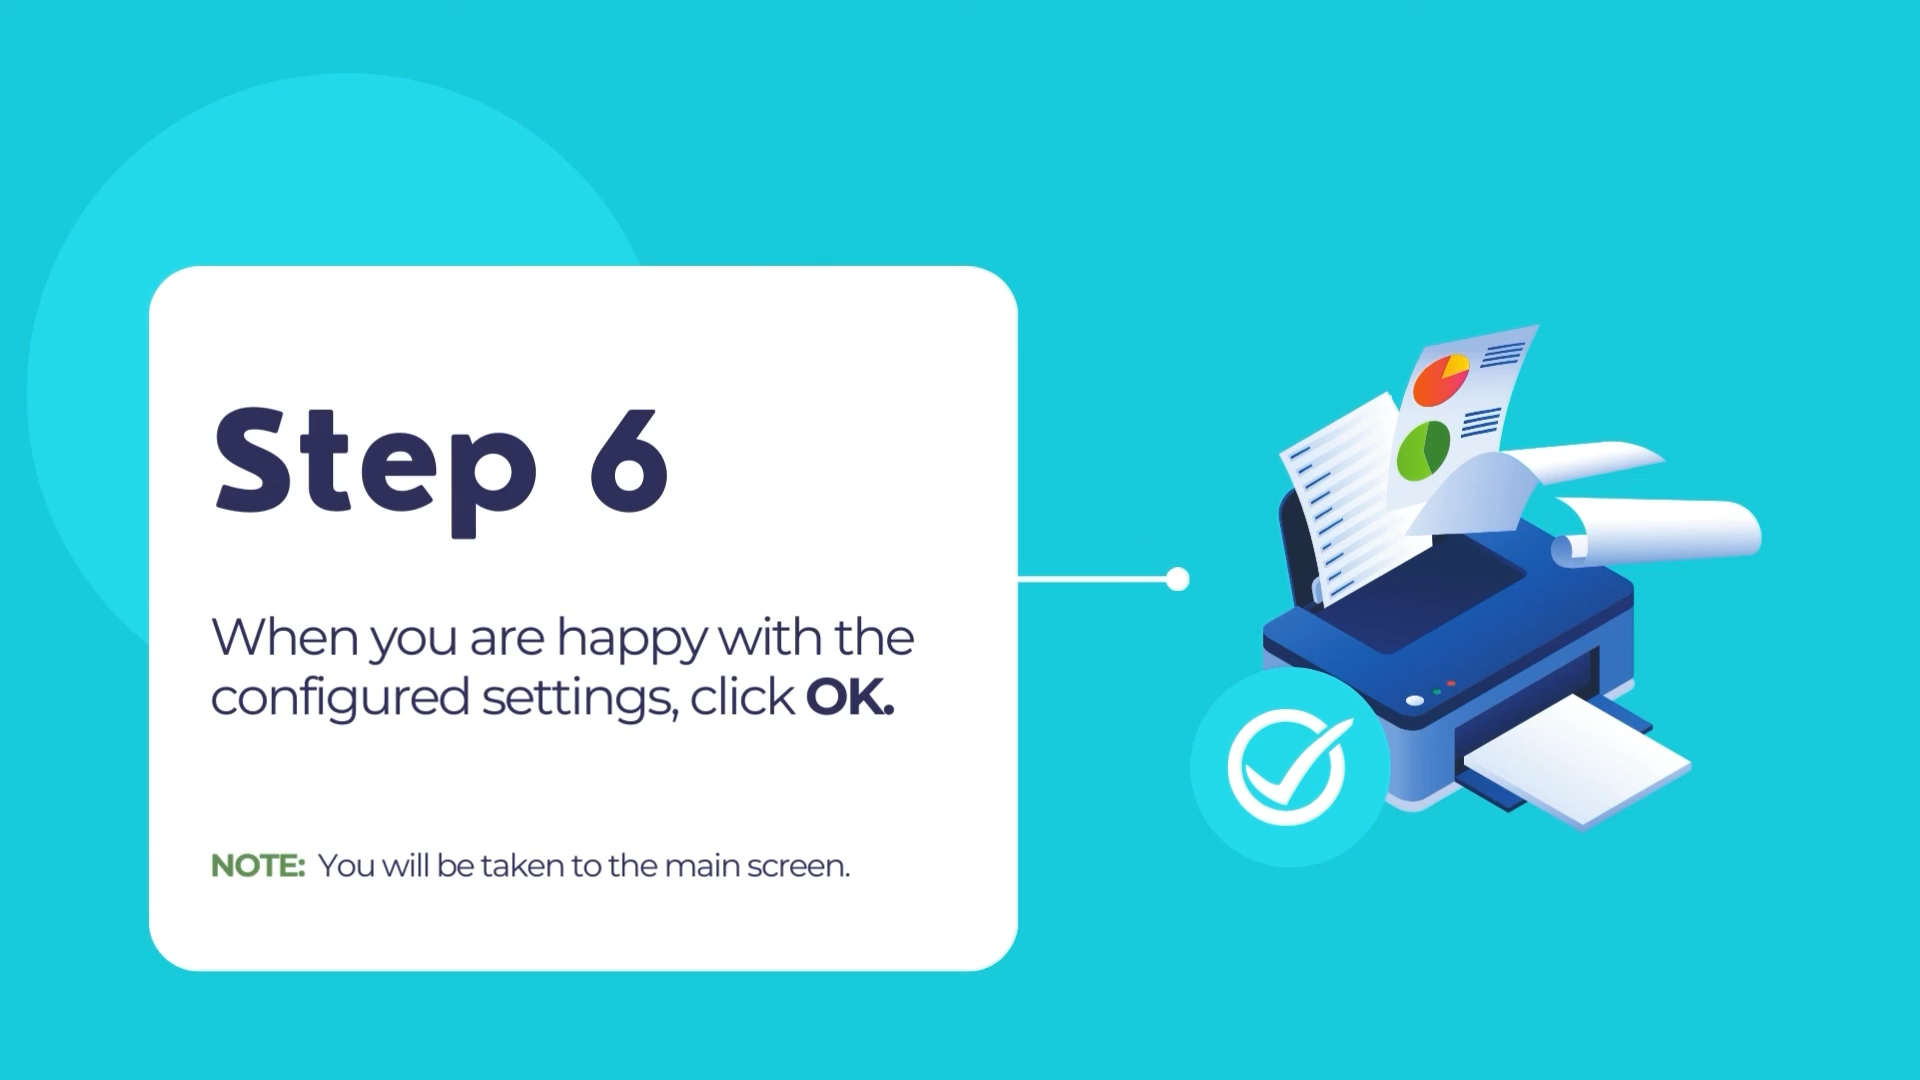 Step 6
When you are happy with the
configured settings, click OK.
NOTE: You will be taken to the main screen.